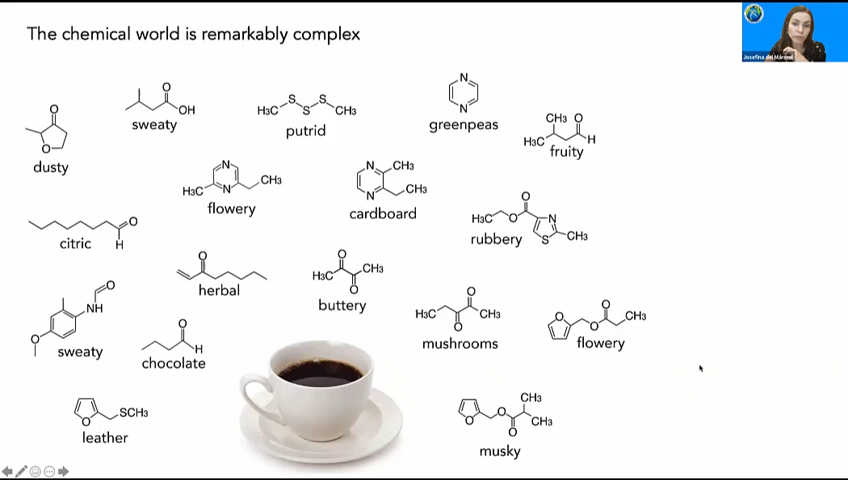 The chemical world is remarkably complex
Josefina del Mármol
O
O
dusty
O
OH
sweaty
H₃C
S
S
S
CH₃
putrid
N
N
greenpeas
CH₃
O
H₃C
H
fruity
N
H₃C
N
CH₃
flowery
N
CH₃
N
CH₃
cardboard
O
H₃C
O
N
S
CH₃
rubbery
O
H
citric
O
herbal
O
H₃C
CH₃
O
buttery
O
NH
O
sweaty
O
H
chocolate
O
H₃C
CH₃
O
mushrooms
O
O
O
CH₃
flowery
O
SCH₃
leather
CH₃
O
O
CH₃
O
musky